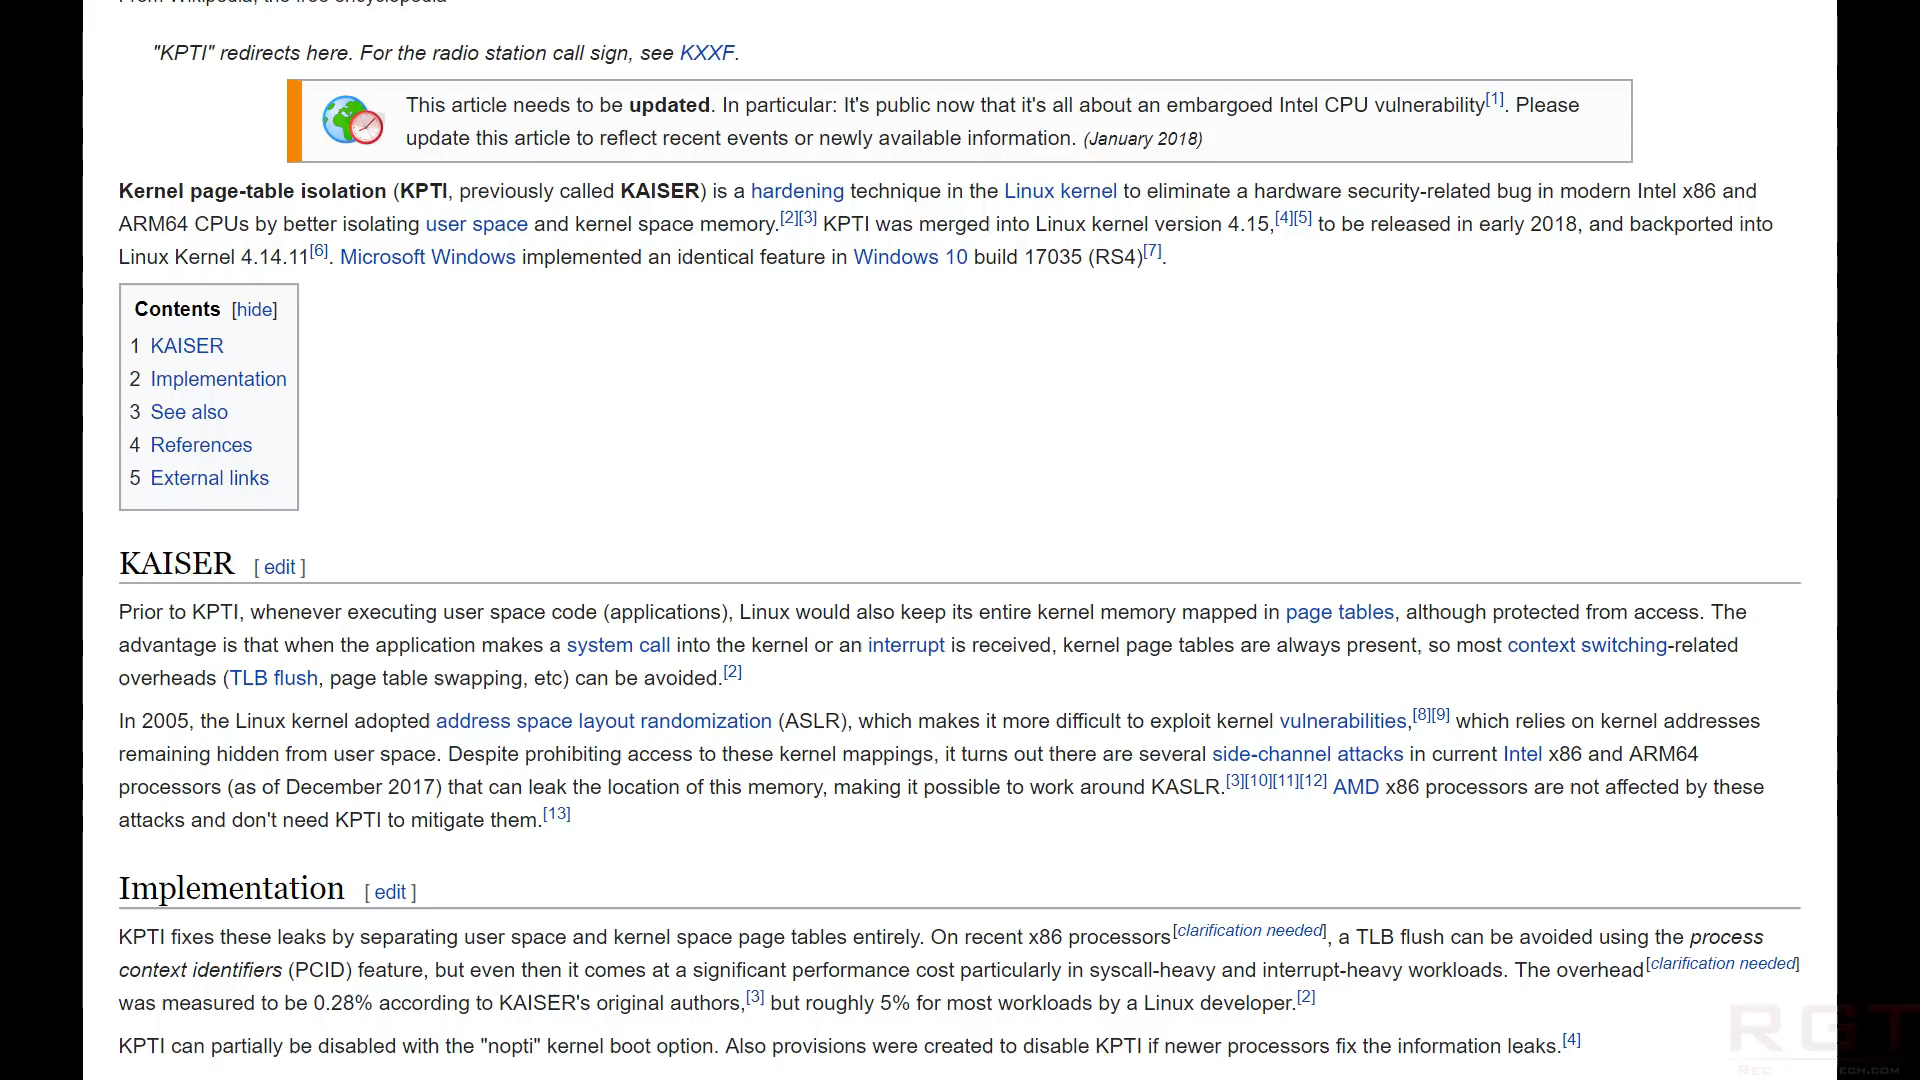 From Wikipedia, the free encyclopedia
"KPTI" redirects here. For the radio station call sign, see KXXF.
This article needs to be updated. In particular: It's public now that it's all about an embargoed Intel CPU vulnerability[1]. Please
update this article to reflect recent events or newly available information. (January 2018)
Kernel page-table isolation (KPTI, previously called KAISER) is a hardening technique in the Linux kernel to eliminate a hardware security-related bug in modern Intel x86 and
ARM64 CPUs by better isolating user space and kernel space memory.[2][3] KPTI was merged into Linux kernel version 4.15,[4][5] to be released in early 2018, and backported into
Linux Kernel 4.14.11[6]. Microsoft Windows implemented an identical feature in Windows 10 build 17035 (RS4)[7].
Contents [hide]
1 KAISER
2 Implementation
3 See also
4 References
5 External links
KAISER [ edit ]
Prior to KPTI, whenever executing user space code (applications), Linux would also keep its entire kernel memory mapped in page tables, although protected from access. The
advantage is that when the application makes a system call into the kernel or an interrupt is received, kernel page tables are always present, so most context switching-related
overheads (TLB flush, page table swapping, etc) can be avoided.[2]
In 2005, the Linux kernel adopted address space layout randomization (ASLR), which makes it more difficult to exploit kernel vulnerabilities,[8][9] which relies on kernel addresses
remaining hidden from user space. Despite prohibiting access to these kernel mappings, it turns out there are several side-channel attacks in current Intel x86 and ARM64
processors (as of December 2017) that can leak the location of this memory, making it possible to work around KASLR.[3][10][11][12] AMD x86 processors are not affected by these
attacks and don't need KPTI to mitigate them.[13]
Implementation [ edit ]
KPTI fixes these leaks by separating user space and kernel space page tables entirely. On recent x86 processors[clarification needed], a TLB flush can be avoided using the process
context identifiers (PCID) feature, but even then it comes at a significant performance cost particularly in syscall-heavy and interrupt-heavy workloads. The overhead[clarification needed]
was measured to be 0.28% according to KAISER's original authors,[3] but roughly 5% for most workloads by a Linux developer.[2]
KPTI can partially be disabled with the "nopti" kernel boot option. Also provisions were created to disable KPTI if newer processors fix the information leaks.[4]
RGT